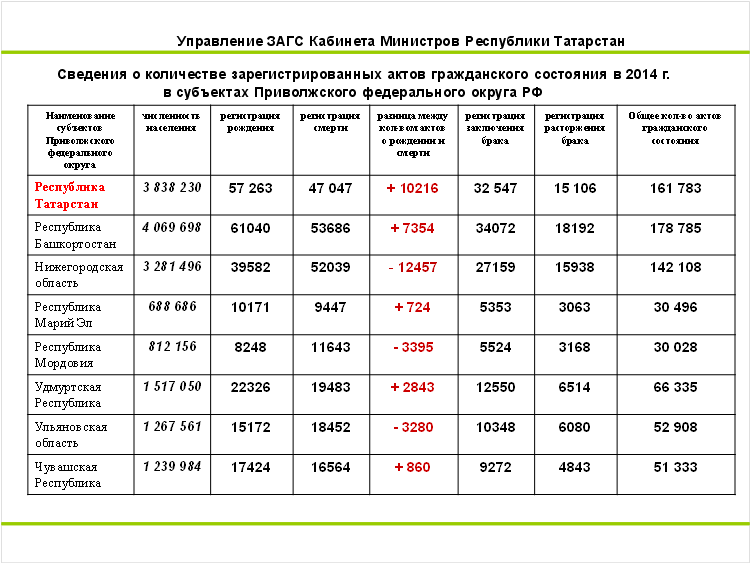 Управление ЗАГС Кабинета Министров Республики Татарстан
Сведения о количестве зарегистрированных актов гражданского состояния в 2014 г.
в субъектах Приволжского федерального округа РФ
Наименование субъектов Приволжского федерального округа | численность населения | регистрация рождения | регистрация смерти | разница между кол-вом актов о рождении и смерти | регистрация заключения брака | регистрация расторжения брака | Общее кол-во актов гражданского состояния
Республика Татарстан | 3 838 230 | 57 263 | 47 047 | + 10216 | 32 547 | 15 106 | 161 783
Республика Башкортостан | 4 069 698 | 61040 | 53686 | + 7354 | 34072 | 18192 | 178 785
Нижегородская область | 3 281 496 | 39582 | 52039 | - 12457 | 27159 | 15938 | 142 108
Республика Марий Эл | 688 686 | 10171 | 9447 | + 724 | 5353 | 3063 | 30 496
Республика Мордовия | 812 156 | 8248 | 11643 | - 3395 | 5524 | 3168 | 30 028
Удмуртская Республика | 1 517 050 | 22326 | 19483 | + 2843 | 12550 | 6514 | 66 335
Ульяновская область | 1 267 561 | 15172 | 18452 | - 3280 | 10348 | 6080 | 52 908
Чувашская Республика | 1 239 984 | 17424 | 16564 | + 860 | 9272 | 4843 | 51 333